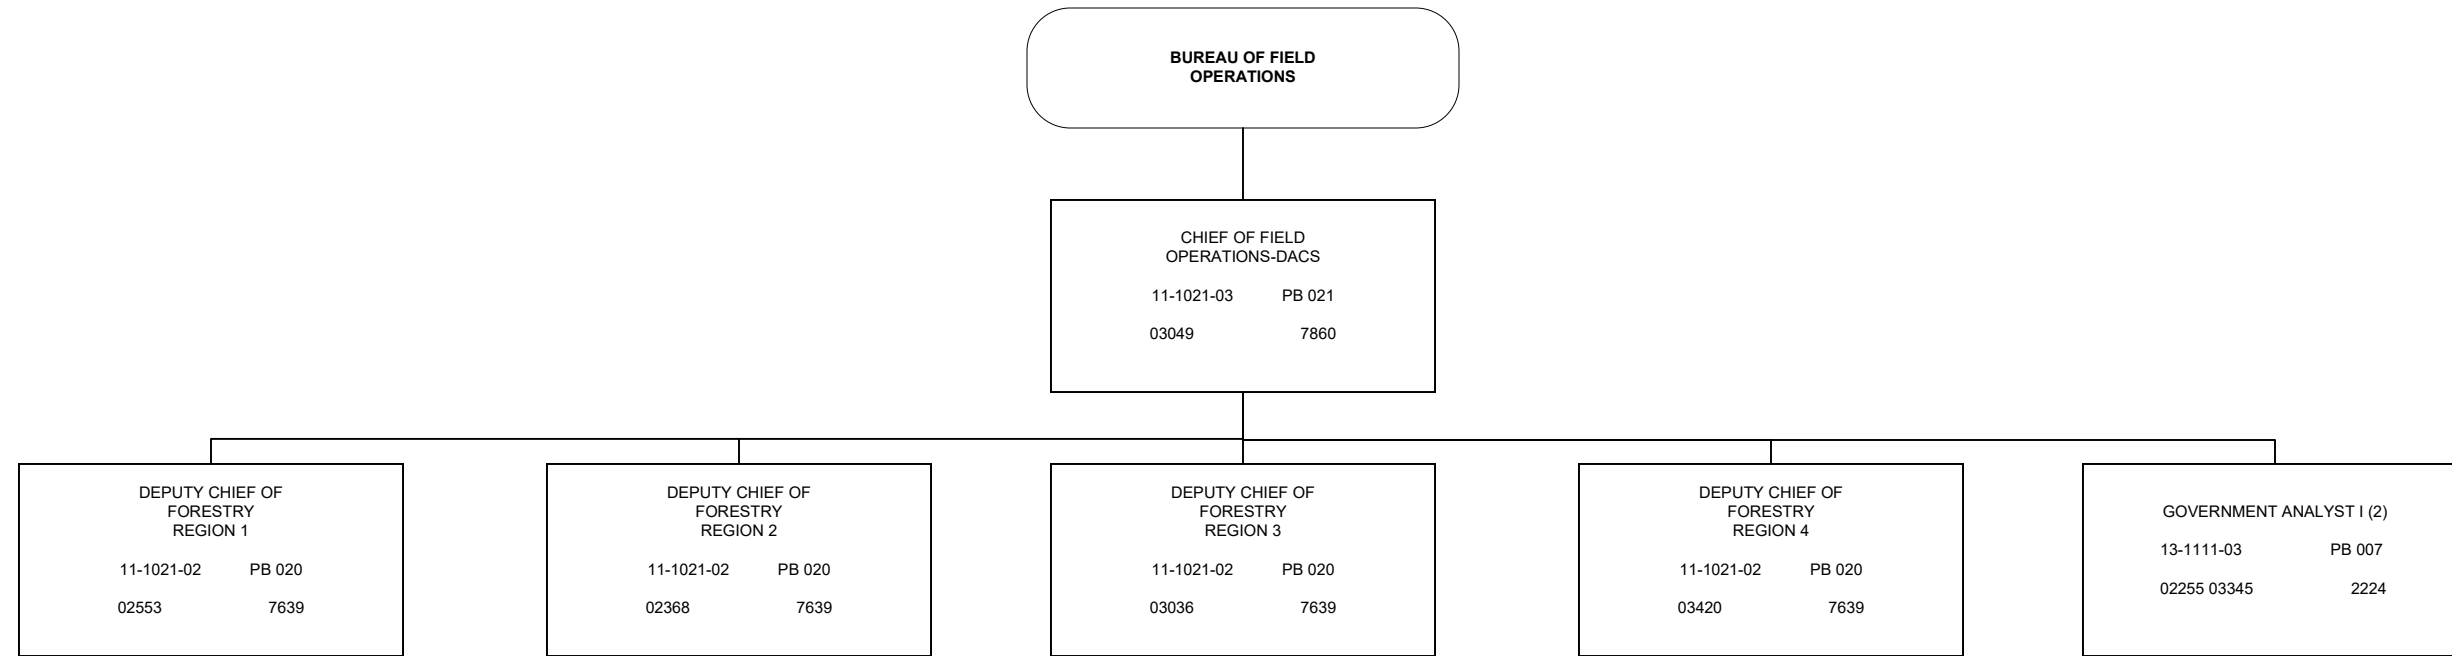 BUREAU OF FIELD
OPERATIONS
CHIEF OF FIELD
OPERATIONS-DACS
11-1021-03 PB 021
03049 7860
DEPUTY CHIEF OF
FORESTRY
REGION 1
11-1021-02 PB 020
02553 7639
DEPUTY CHIEF OF
FORESTRY
REGION 2
11-1021-02 PB 020
02368 7639
DEPUTY CHIEF OF
FORESTRY
REGION 3
11-1021-02 PB 020
03036 7639
DEPUTY CHIEF OF
FORESTRY
REGION 4
11-1021-02 PB 020
03420 7639
GOVERNMENT ANALYST I (2)
13-1111-03 PB 007
02255 03345 2224